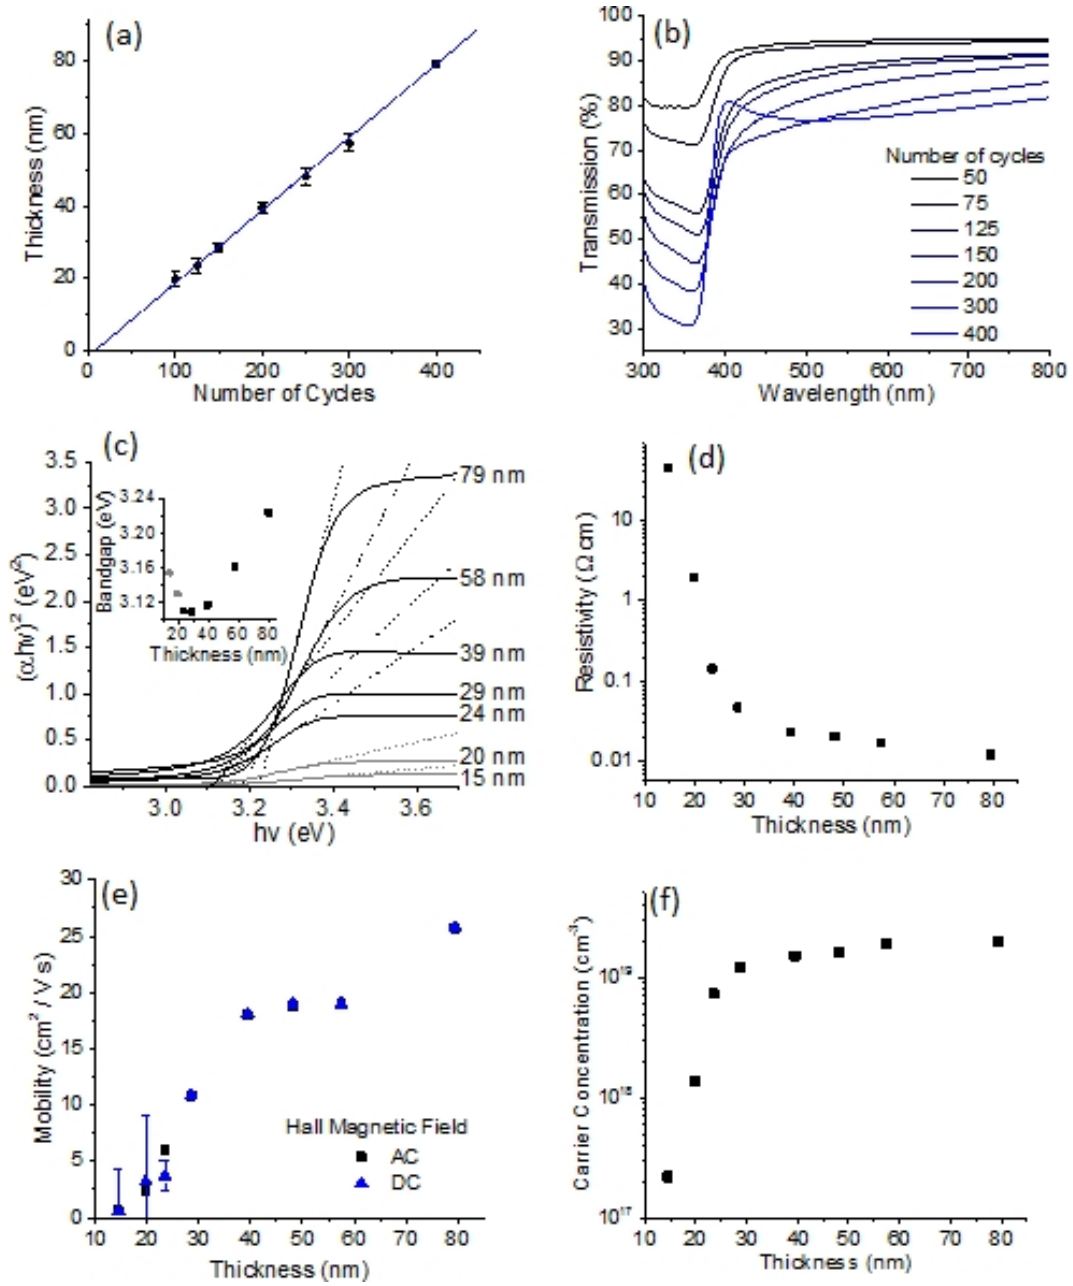 (a)
80
60
40
20
0
Thickness (nm)
0 100 200 300 400
Number of Cycles
(b)
100
90
80
70
60
50
40
30
Transmission (%)
Number of cycles
50
75
125
150
200
300
400
300 400 500 600 700 800
Wavelength (nm)
(c)
3.5
3.0
2.5
2.0
1.5
1.0
0.5
0.0
(αhν)² (eV²)
3.24
3.20
3.16
3.12
Bandgap (eV)
20 40 60 80
Thickness (nm)
79 nm
58 nm
39 nm
29 nm
24 nm
20 nm
15 nm
3.0 3.2 3.4 3.6
hν (eV)
(d)
10
1
0.1
0.01
Resistivity (Ω cm)
10 20 30 40 50 60 70 80
Thickness (nm)
(e)
30
25
20
15
10
5
0
Mobility (cm² / V s)
Hall Magnetic Field
AC
DC
10 20 30 40 50 60 70 80
Thickness (nm)
(f)
10¹⁹
10¹⁸
10¹⁷
Carrier Concentration (cm⁻³)
10 20 30 40 50 60 70 80
Thickness (nm)